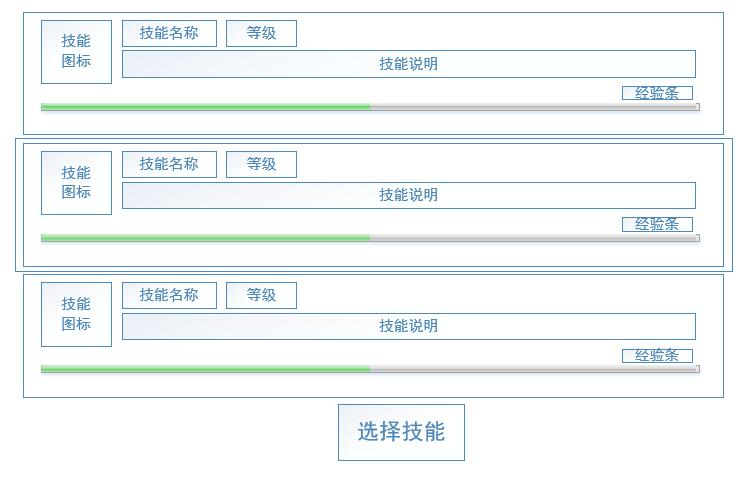 技能
图标
技能名称
等级
技能说明
经验条
技能
图标
技能名称
等级
技能说明
经验条
技能
图标
技能名称
等级
技能说明
经验条
选择技能